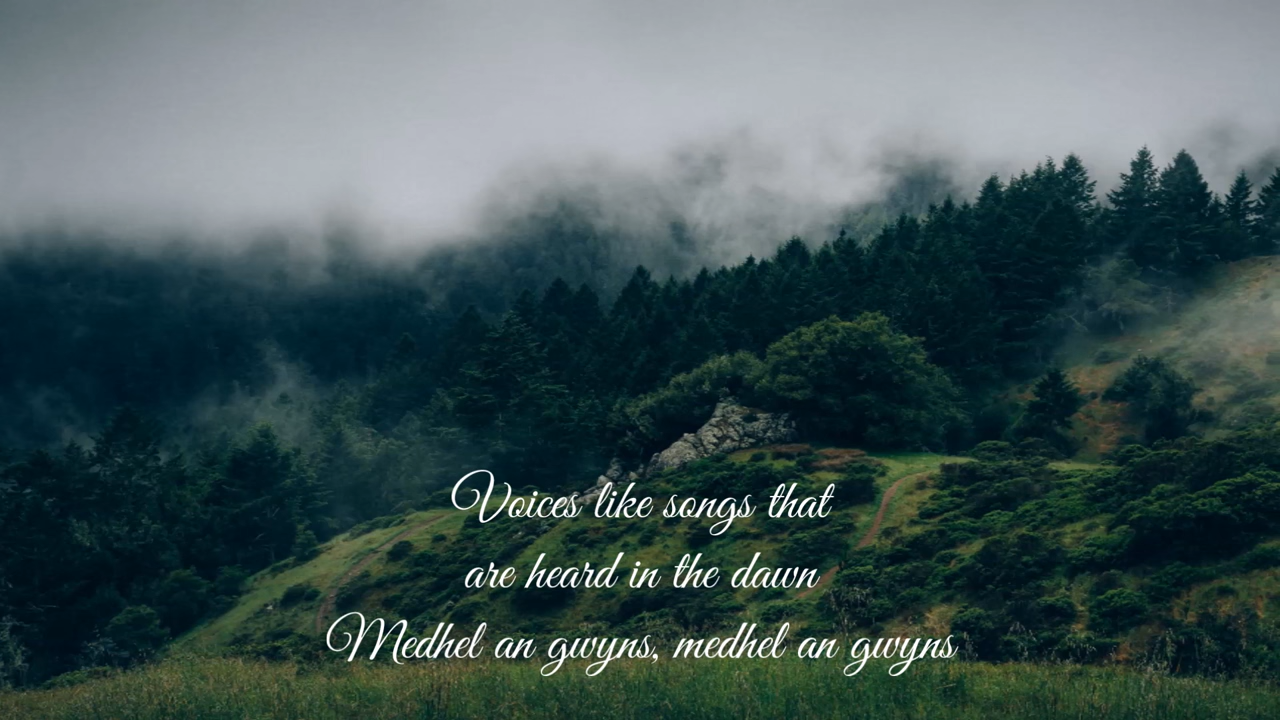 Voices like songs that
are heard in the dawn
Medhel an gwyns, medhel an gwyns